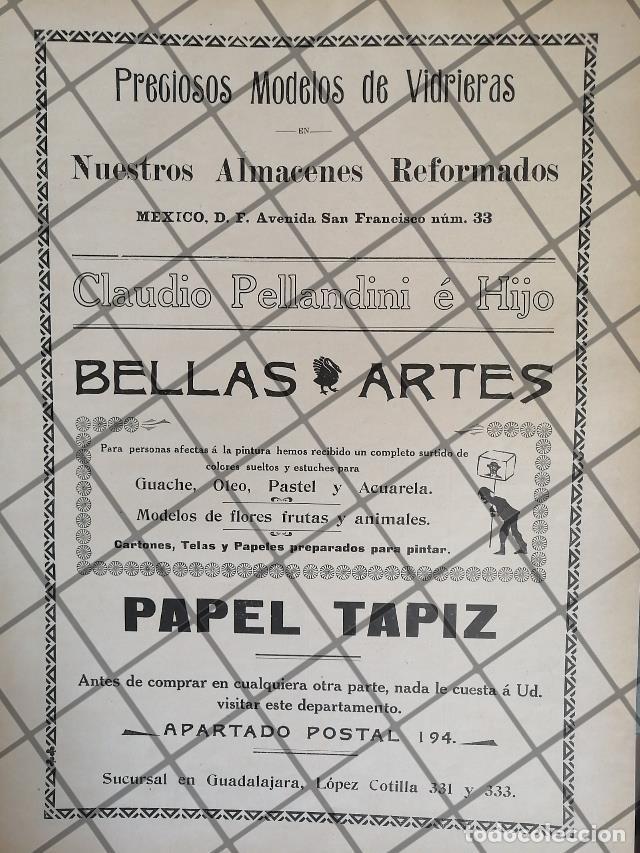 Preciosos Modelos de Vidrieras
EN
Nuestros Almacenes Reformados
MEXICO, D. F. Avenida San Francisco núm. 33
Claudio Pellandini é Hijo
BELLAS ARTES
Para personas afectas á la pintura hemos recibido un completo surtido de
colores sueltos y estuches para
Guache, Oleo, Pastel y Acuarela.
Modelos de flores frutas y animales.
Cartones, Telas y Papeles preparados para pintar.
PAPEL TAPIZ
Antes de comprar en cualquiera otra parte, nada le cuesta á Ud.
visitar este departamento.
APARTADO POSTAL 194.
Sucursal en Guadalajara, López Cotilla 331 y 333.
todocoleccion